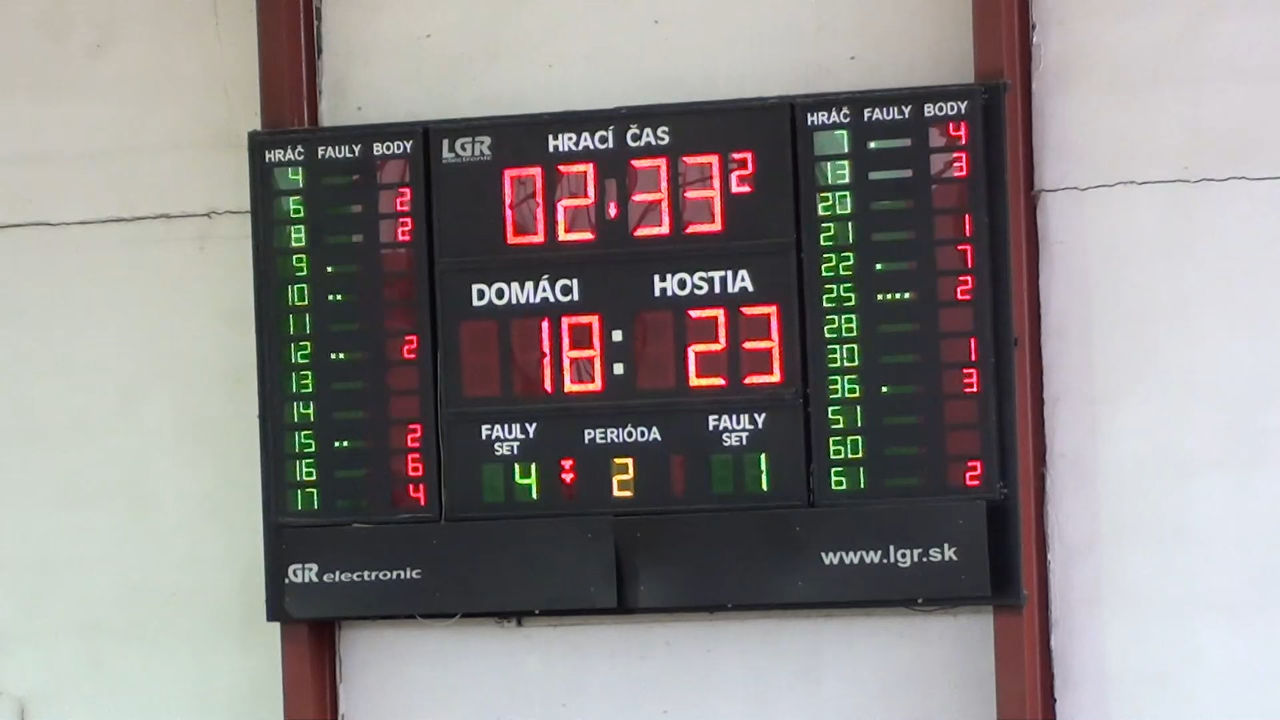 HRÁČ FAULY BODY
4
6 2
8 2
9
10
11
12 2
13
14
15 2
16 6
17 4
LGR
electronic
HRACÍ ČAS
02:33 2
DOMÁCI HOSTIA
18:23
FAULY SET PERIÓDA FAULY SET
4 2 1
HRÁČ FAULY BODY
7 4
13 3
20
21 1
22 7
25 2
28
30 1
36 3
51
60
61 2
LGR electronic
www.lgr.sk